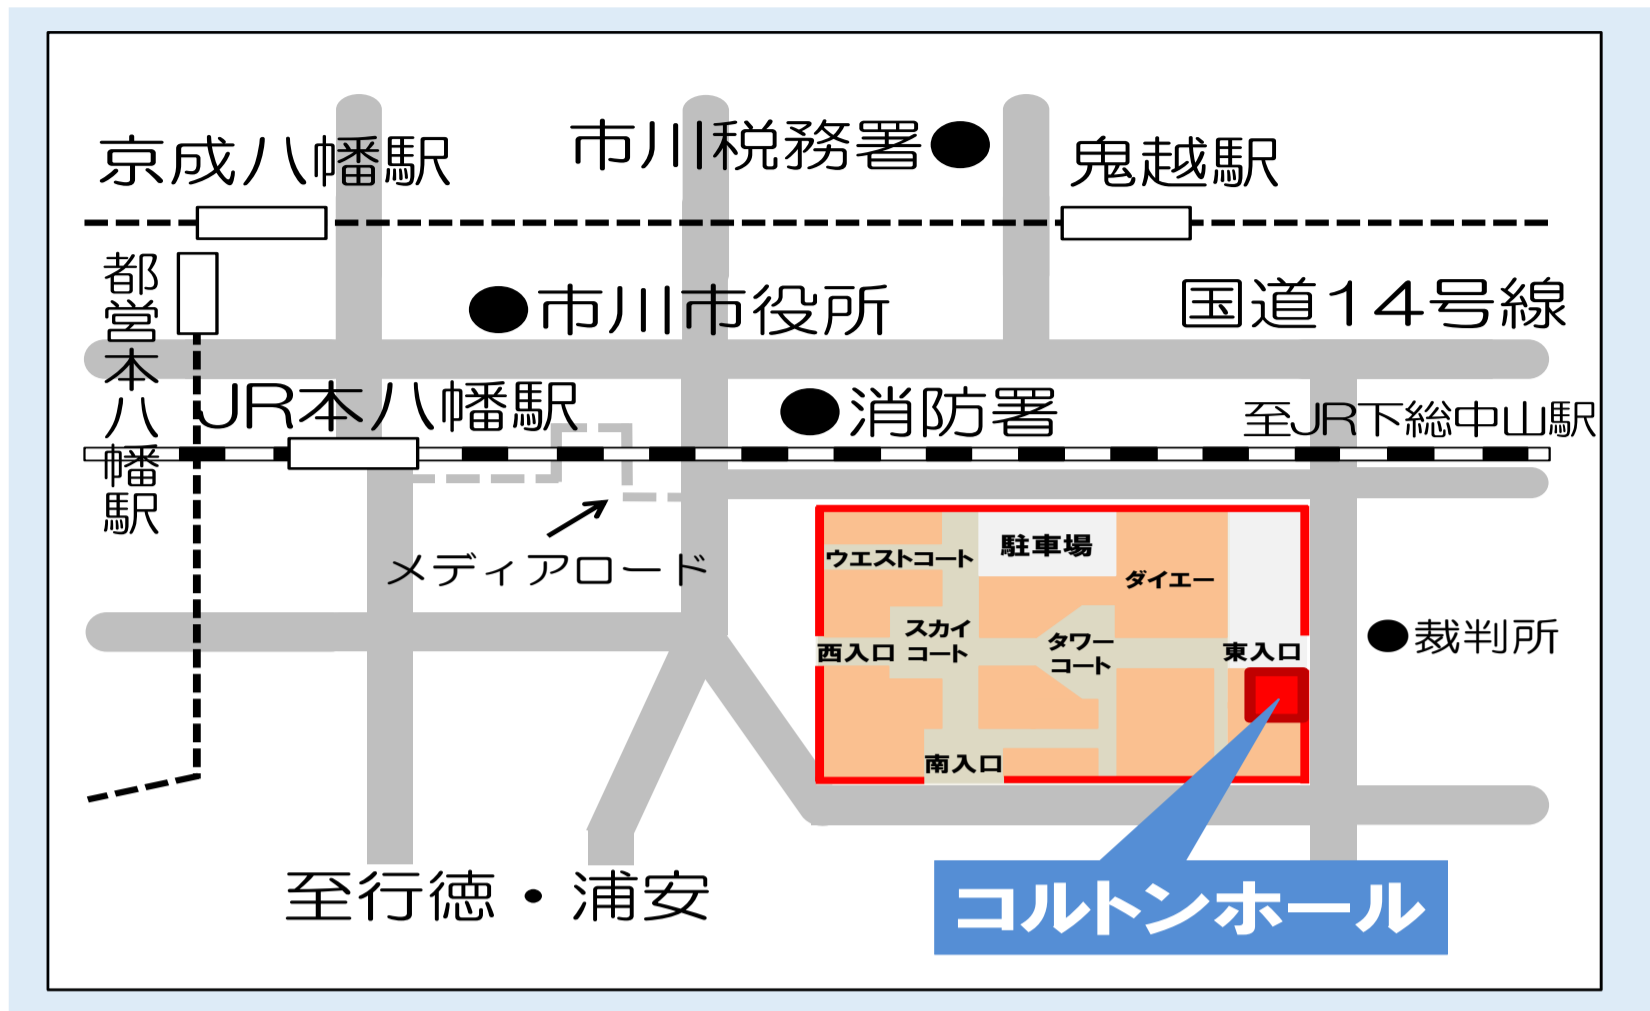 京成八幡駅
市川税務署
鬼越駅
都営本八幡駅
市川市役所
国道14号線
JR本八幡駅
消防署
至JR下総中山駅
メディアロード
ウエストコート
駐車場
ダイエー
西入口
スカイ
コート
タワー
コート
東入口
裁判所
南入口
至行徳・浦安
コルトンホール